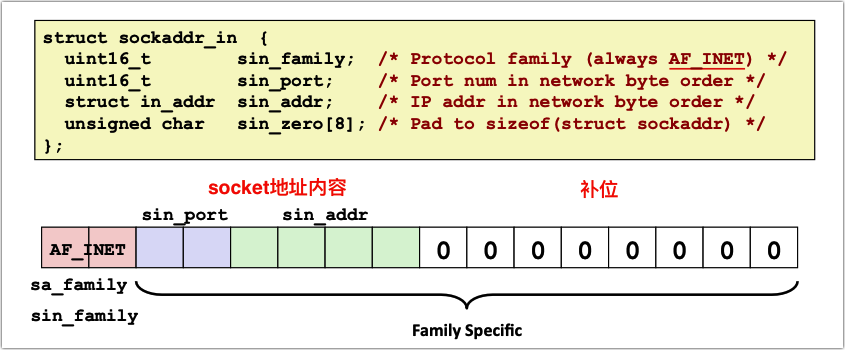 struct sockaddr_in  {
  uint16_t        sin_family;  /* Protocol family (always AF_INET) */
  uint16_t        sin_port;    /* Port num in network byte order */
  struct in_addr  sin_addr;    /* IP addr in network byte order */
  unsigned char   sin_zero[8]; /* Pad to sizeof(struct sockaddr) */
};
socket地址内容 补位
sin_port sin_addr
AF_INET 0 0 0 0 0 0 0 0
sa_family
sin_family
Family Specific